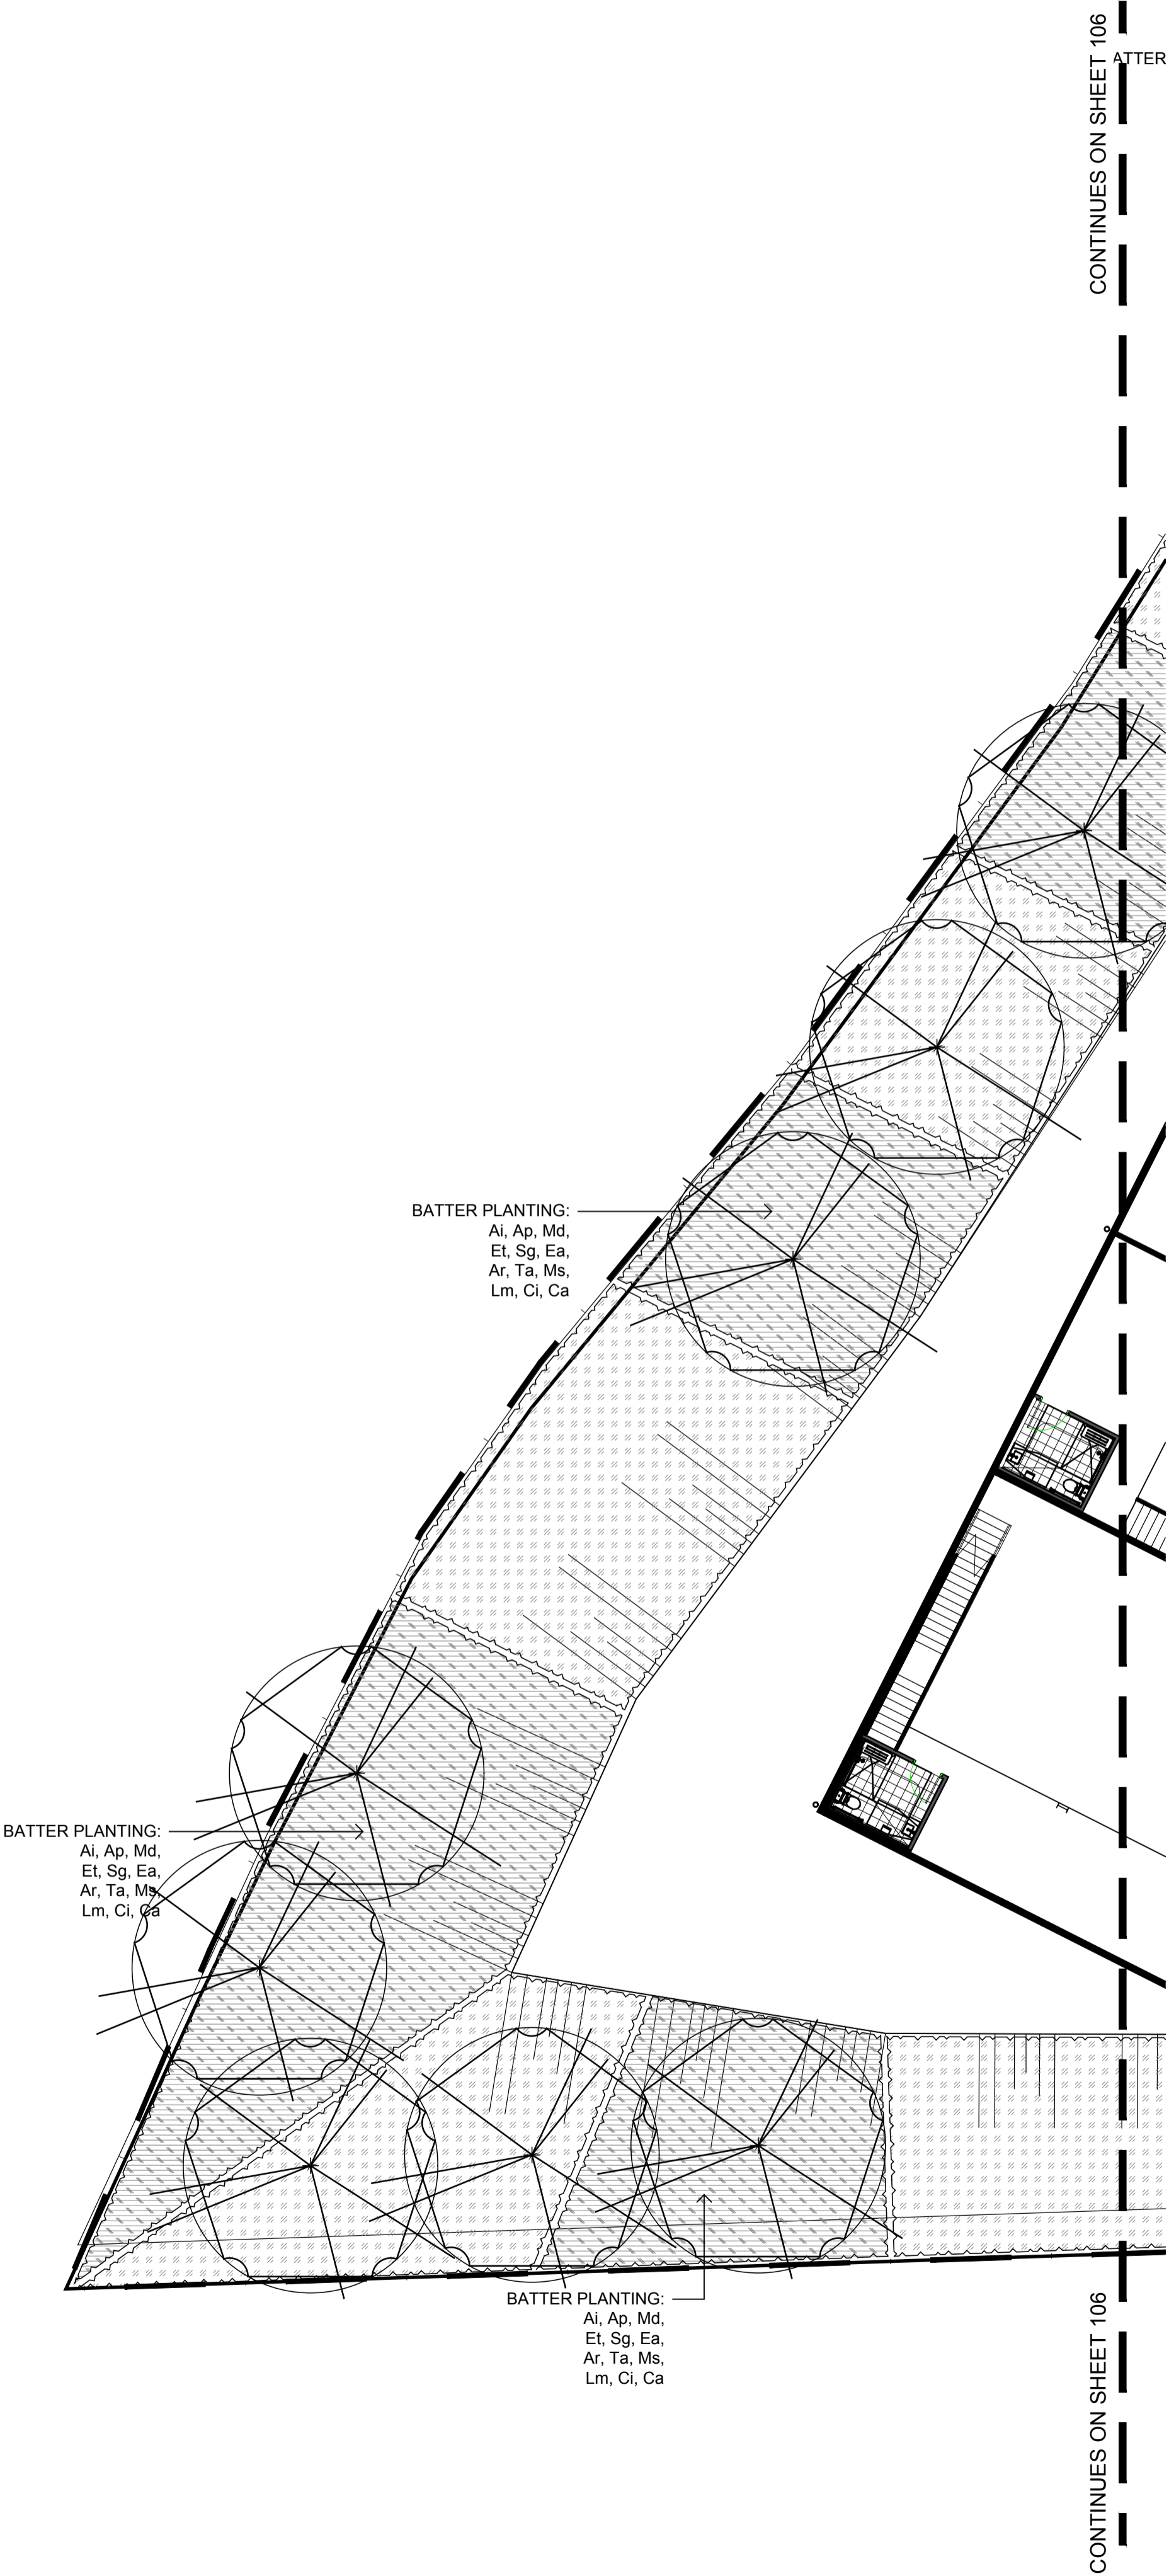 CONTINUES ON SHEET 106
ATTER
BATTER PLANTING:
Ai, Ap, Md,
Et, Sg, Ea,
Ar, Ta, Ms,
Lm, Ci, Ca
BATTER PLANTING:
Ai, Ap, Md,
Et, Sg, Ea,
Ar, Ta, Ms,
Lm, Ci, Ca
BATTER PLANTING:
Ai, Ap, Md,
Et, Sg, Ea,
Ar, Ta, Ms,
Lm, Ci, Ca
CONTINUES ON SHEET 106